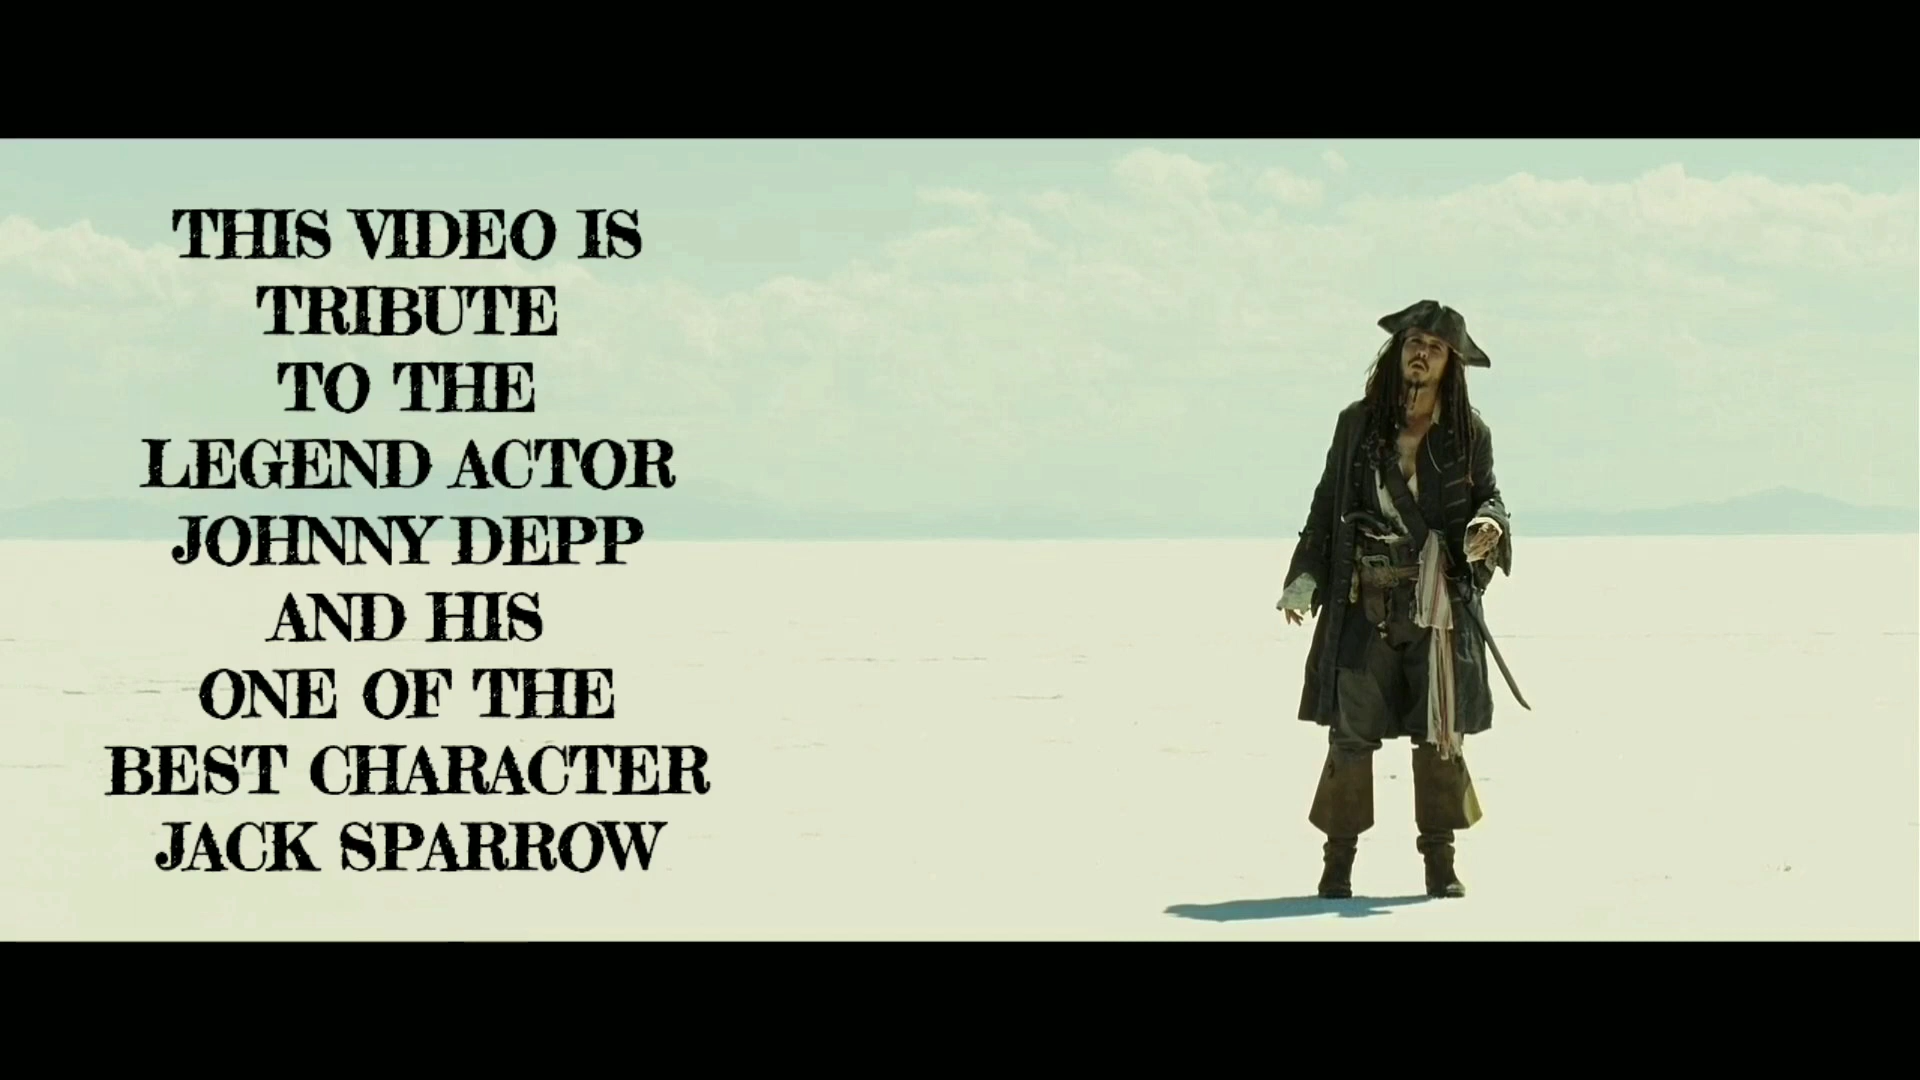 THIS VIDEO IS
TRIBUTE
TO THE
LEGEND ACTOR
JOHNNY DEPP
AND HIS
ONE OF THE
BEST CHARACTER
JACK SPARROW